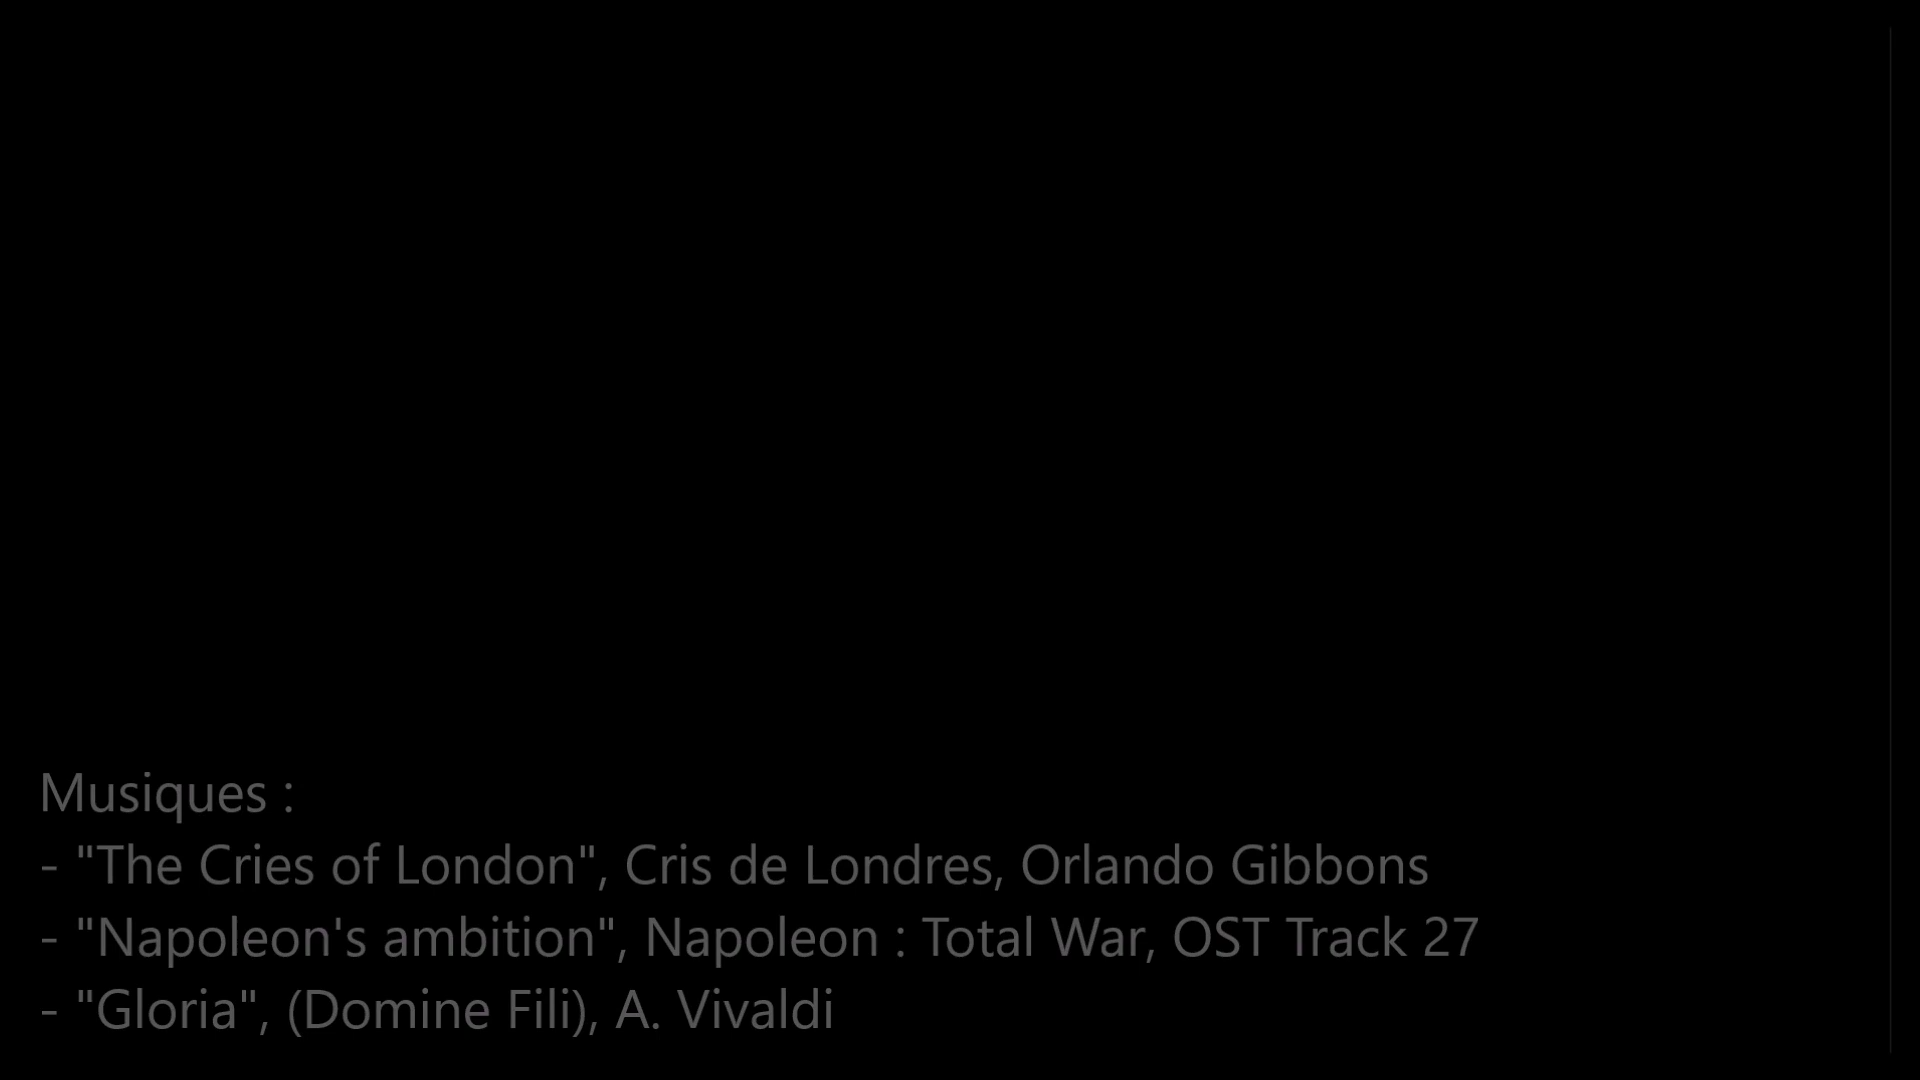 Musiques :
- "The Cries of London", Cris de Londres, Orlando Gibbons
- "Napoleon's ambition", Napoleon : Total War, OST Track 27
- "Gloria", (Domine Fili), A. Vivaldi